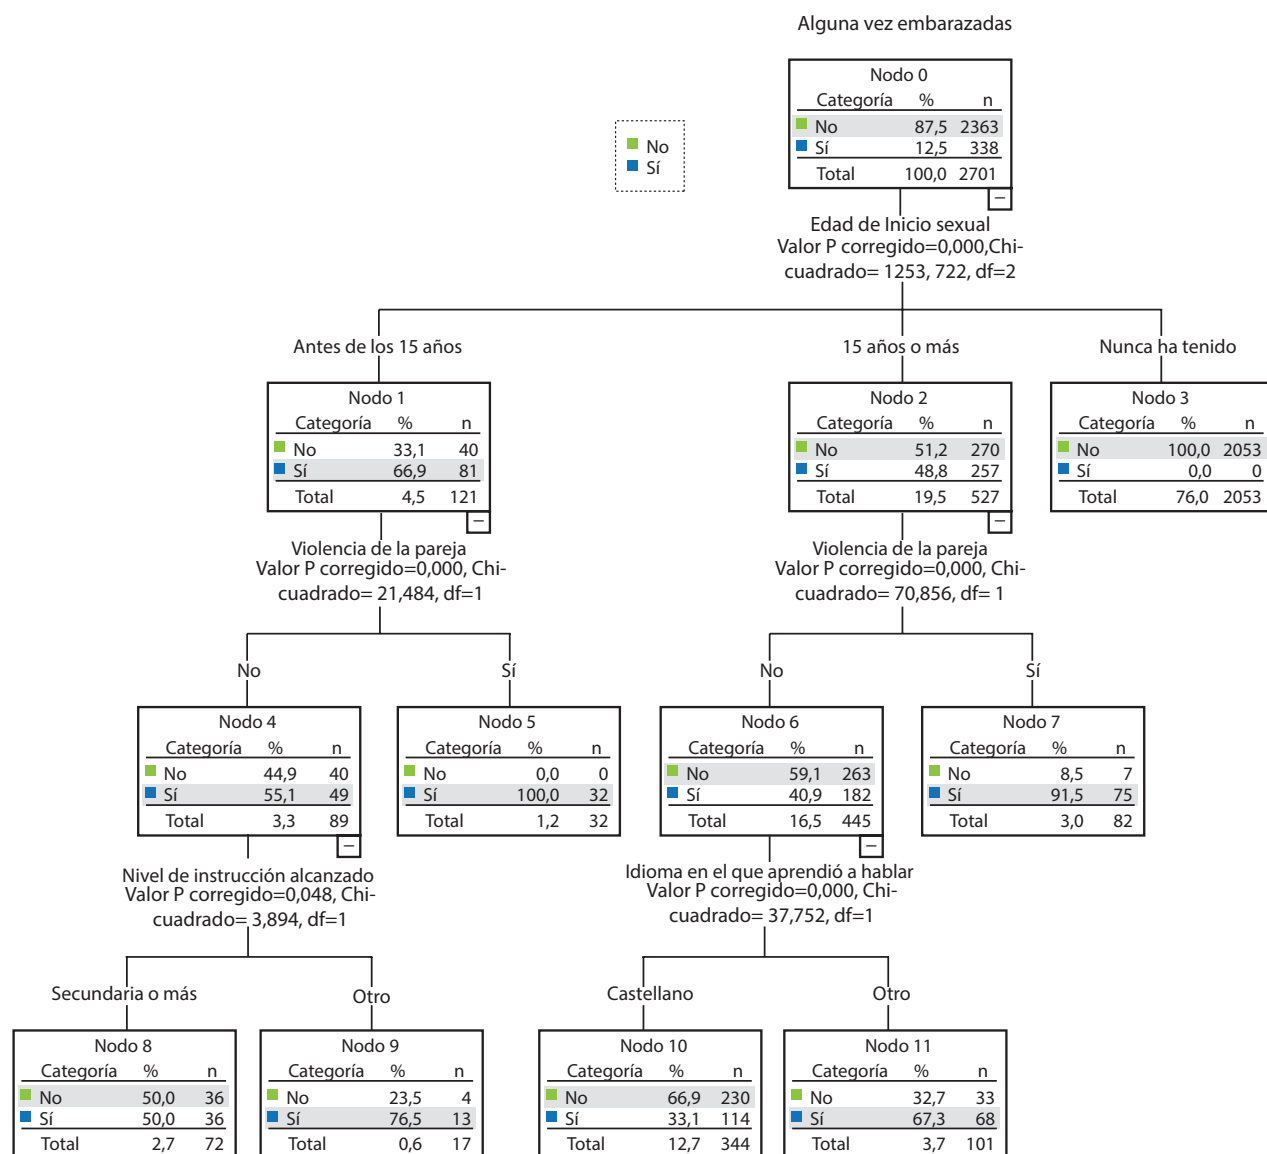 Alguna vez embarazadas
No
Sí
Nodo 0
Categoría % n
No 87,5 2363
Sí 12,5 338
Total 100,0 2701
Edad de Inicio sexual
Valor P corregido=0,000,Chi-
cuadrado= 1253, 722, df=2
Antes de los 15 años
15 años o más
Nunca ha tenido
Nodo 1
Categoría % n
No 33,1 40
Sí 66,9 81
Total 4,5 121
Nodo 2
Categoría % n
No 51,2 270
Sí 48,8 257
Total 19,5 527
Nodo 3
Categoría % n
No 100,0 2053
Sí 0,0 0
Total 76,0 2053
Violencia de la pareja
Valor P corregido=0,000, Chi-
cuadrado= 21,484, df=1
Violencia de la pareja
Valor P corregido=0,000, Chi-
cuadrado= 70,856, df= 1
No
Sí
No
Sí
Nodo 4
Categoría % n
No 44,9 40
Sí 55,1 49
Total 3,3 89
Nodo 5
Categoría % n
No 0,0 0
Sí 100,0 32
Total 1,2 32
Nodo 6
Categoría % n
No 59,1 263
Sí 40,9 182
Total 16,5 445
Nodo 7
Categoría % n
No 8,5 7
Sí 91,5 75
Total 3,0 82
Nivel de instrucción alcanzado
Valor P corregido=0,048, Chi-
cuadrado= 3,894, df=1
Idioma en el que aprendió a hablar
Valor P corregido=0,000, Chi-
cuadrado= 37,752, df=1
Secundaria o más
Otro
Castellano
Otro
Nodo 8
Categoría % n
No 50,0 36
Sí 50,0 36
Total 2,7 72
Nodo 9
Categoría % n
No 23,5 4
Sí 76,5 13
Total 0,6 17
Nodo 10
Categoría % n
No 66,9 230
Sí 33,1 114
Total 12,7 344
Nodo 11
Categoría % n
No 32,7 33
Sí 67,3 68
Total 3,7 101